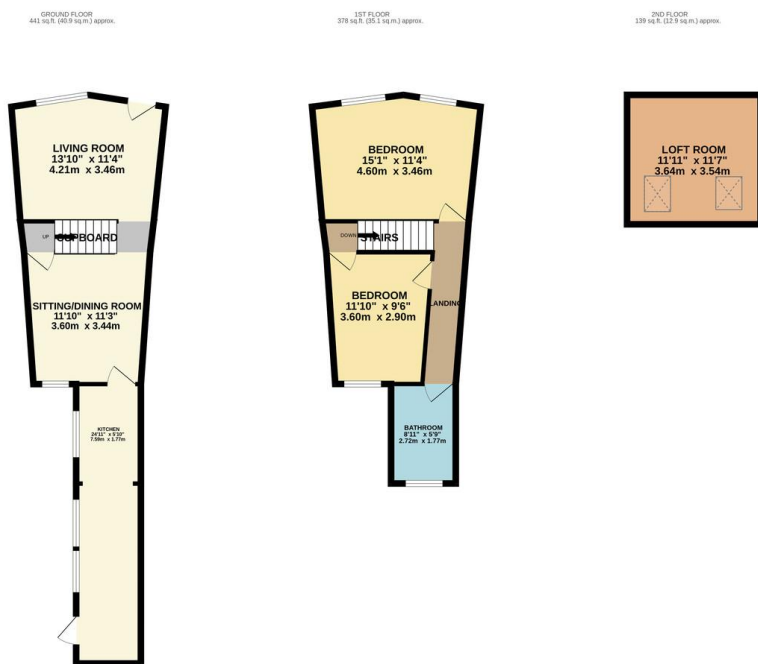 GROUND FLOOR
441 sq.ft. (40.9 sq.m.) approx.
LIVING ROOM
13'10" x 11'4"
4.21m x 3.46m
UP
CUPBOARD
SITTING/DINING ROOM
11'10" x 11'3"
3.60m x 3.44m
KITCHEN
24'11" x 5'10"
7.59m x 1.77m
1ST FLOOR
378 sq.ft. (35.1 sq.m.) approx.
BEDROOM
15'1" x 11'4"
4.60m x 3.46m
DOWN
STAIRS
BEDROOM
11'10" x 9'6"
3.60m x 2.90m
LANDING
BATHROOM
8'11" x 5'9"
2.72m x 1.77m
2ND FLOOR
139 sq.ft. (12.9 sq.m.) approx.
LOFT ROOM
11'11" x 11'7"
3.64m x 3.54m